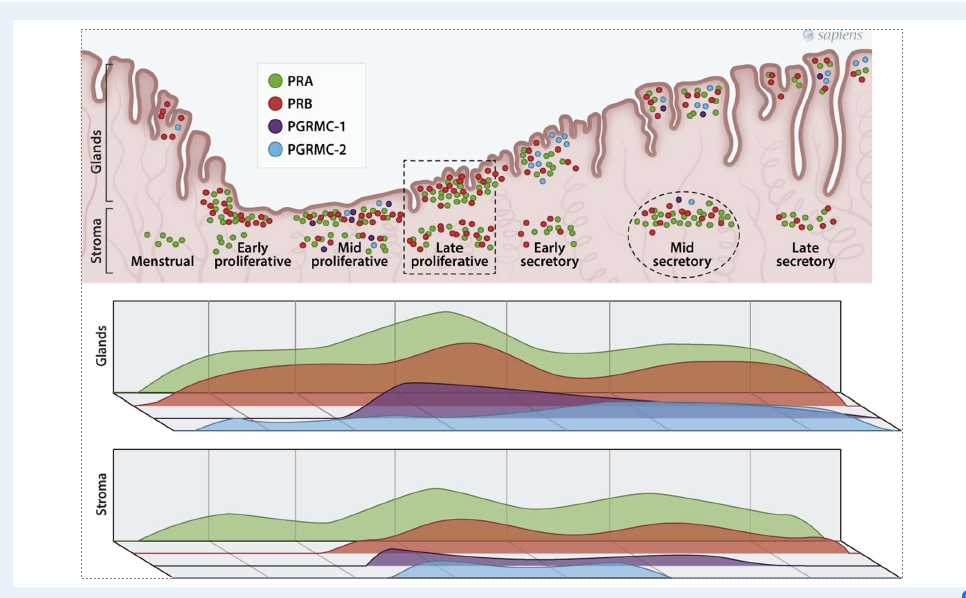 sapiens
PRA
PRB
PGRMC-1
PGRMC-2
Glands
Stroma
Menstrual
Early
proliferative
Mid
proliferative
Late
proliferative
Early
secretory
Mid
secretory
Late
secretory
Glands
Stroma